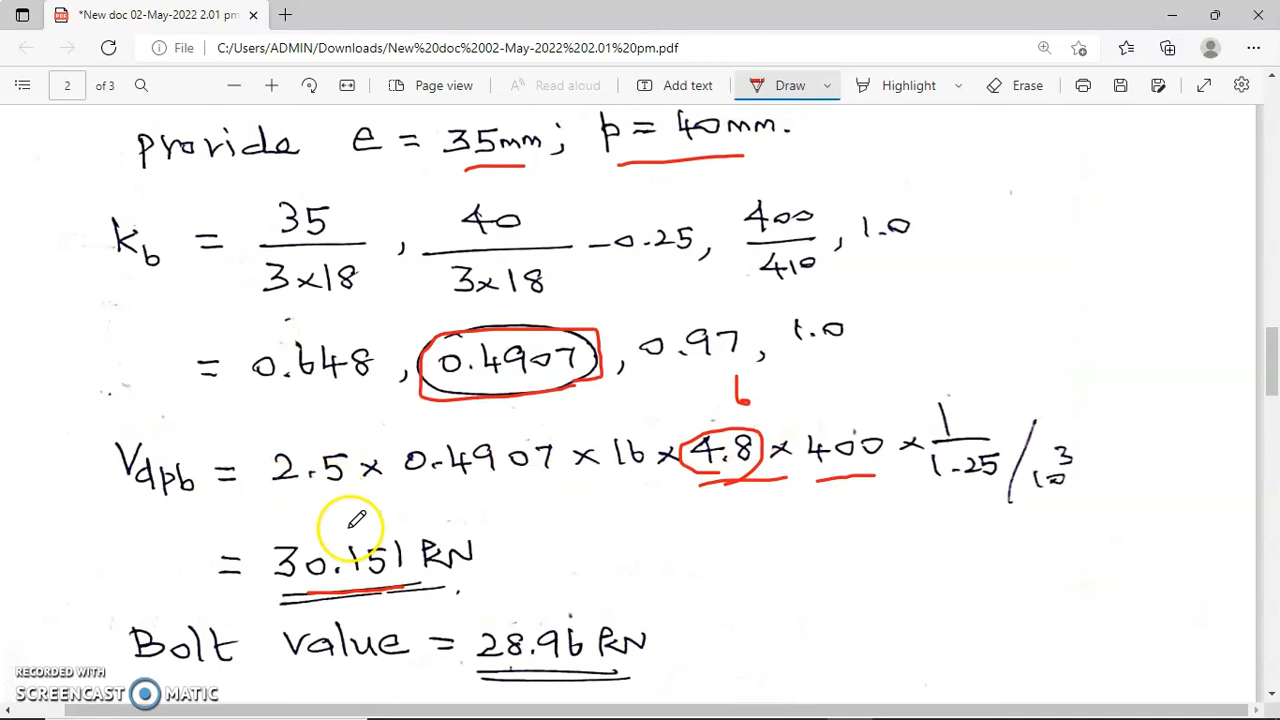 *New doc 02-May-2022 2.01 pm
File C:/Users/ADMIN/Downloads/New%20doc%2002-May-2022%202.01%20pm.pdf
2 of 3 Page view Read aloud Add text Draw Highlight Erase
provide e = 35mm; p = 40mm.
kb = 35/3x18, 40/3x18 -0.25, 400/410, 1.0
= 0.648, 0.4907, 0.97, 1.0
b
Vdpb = 2.5 x 0.4907 x 16 x 4.8 x 400 x 1/1.25 / 10³
= 30.151 kN.
Bolt value = 28.96 kN
RECORDED WITH
SCREENCAST MATIC